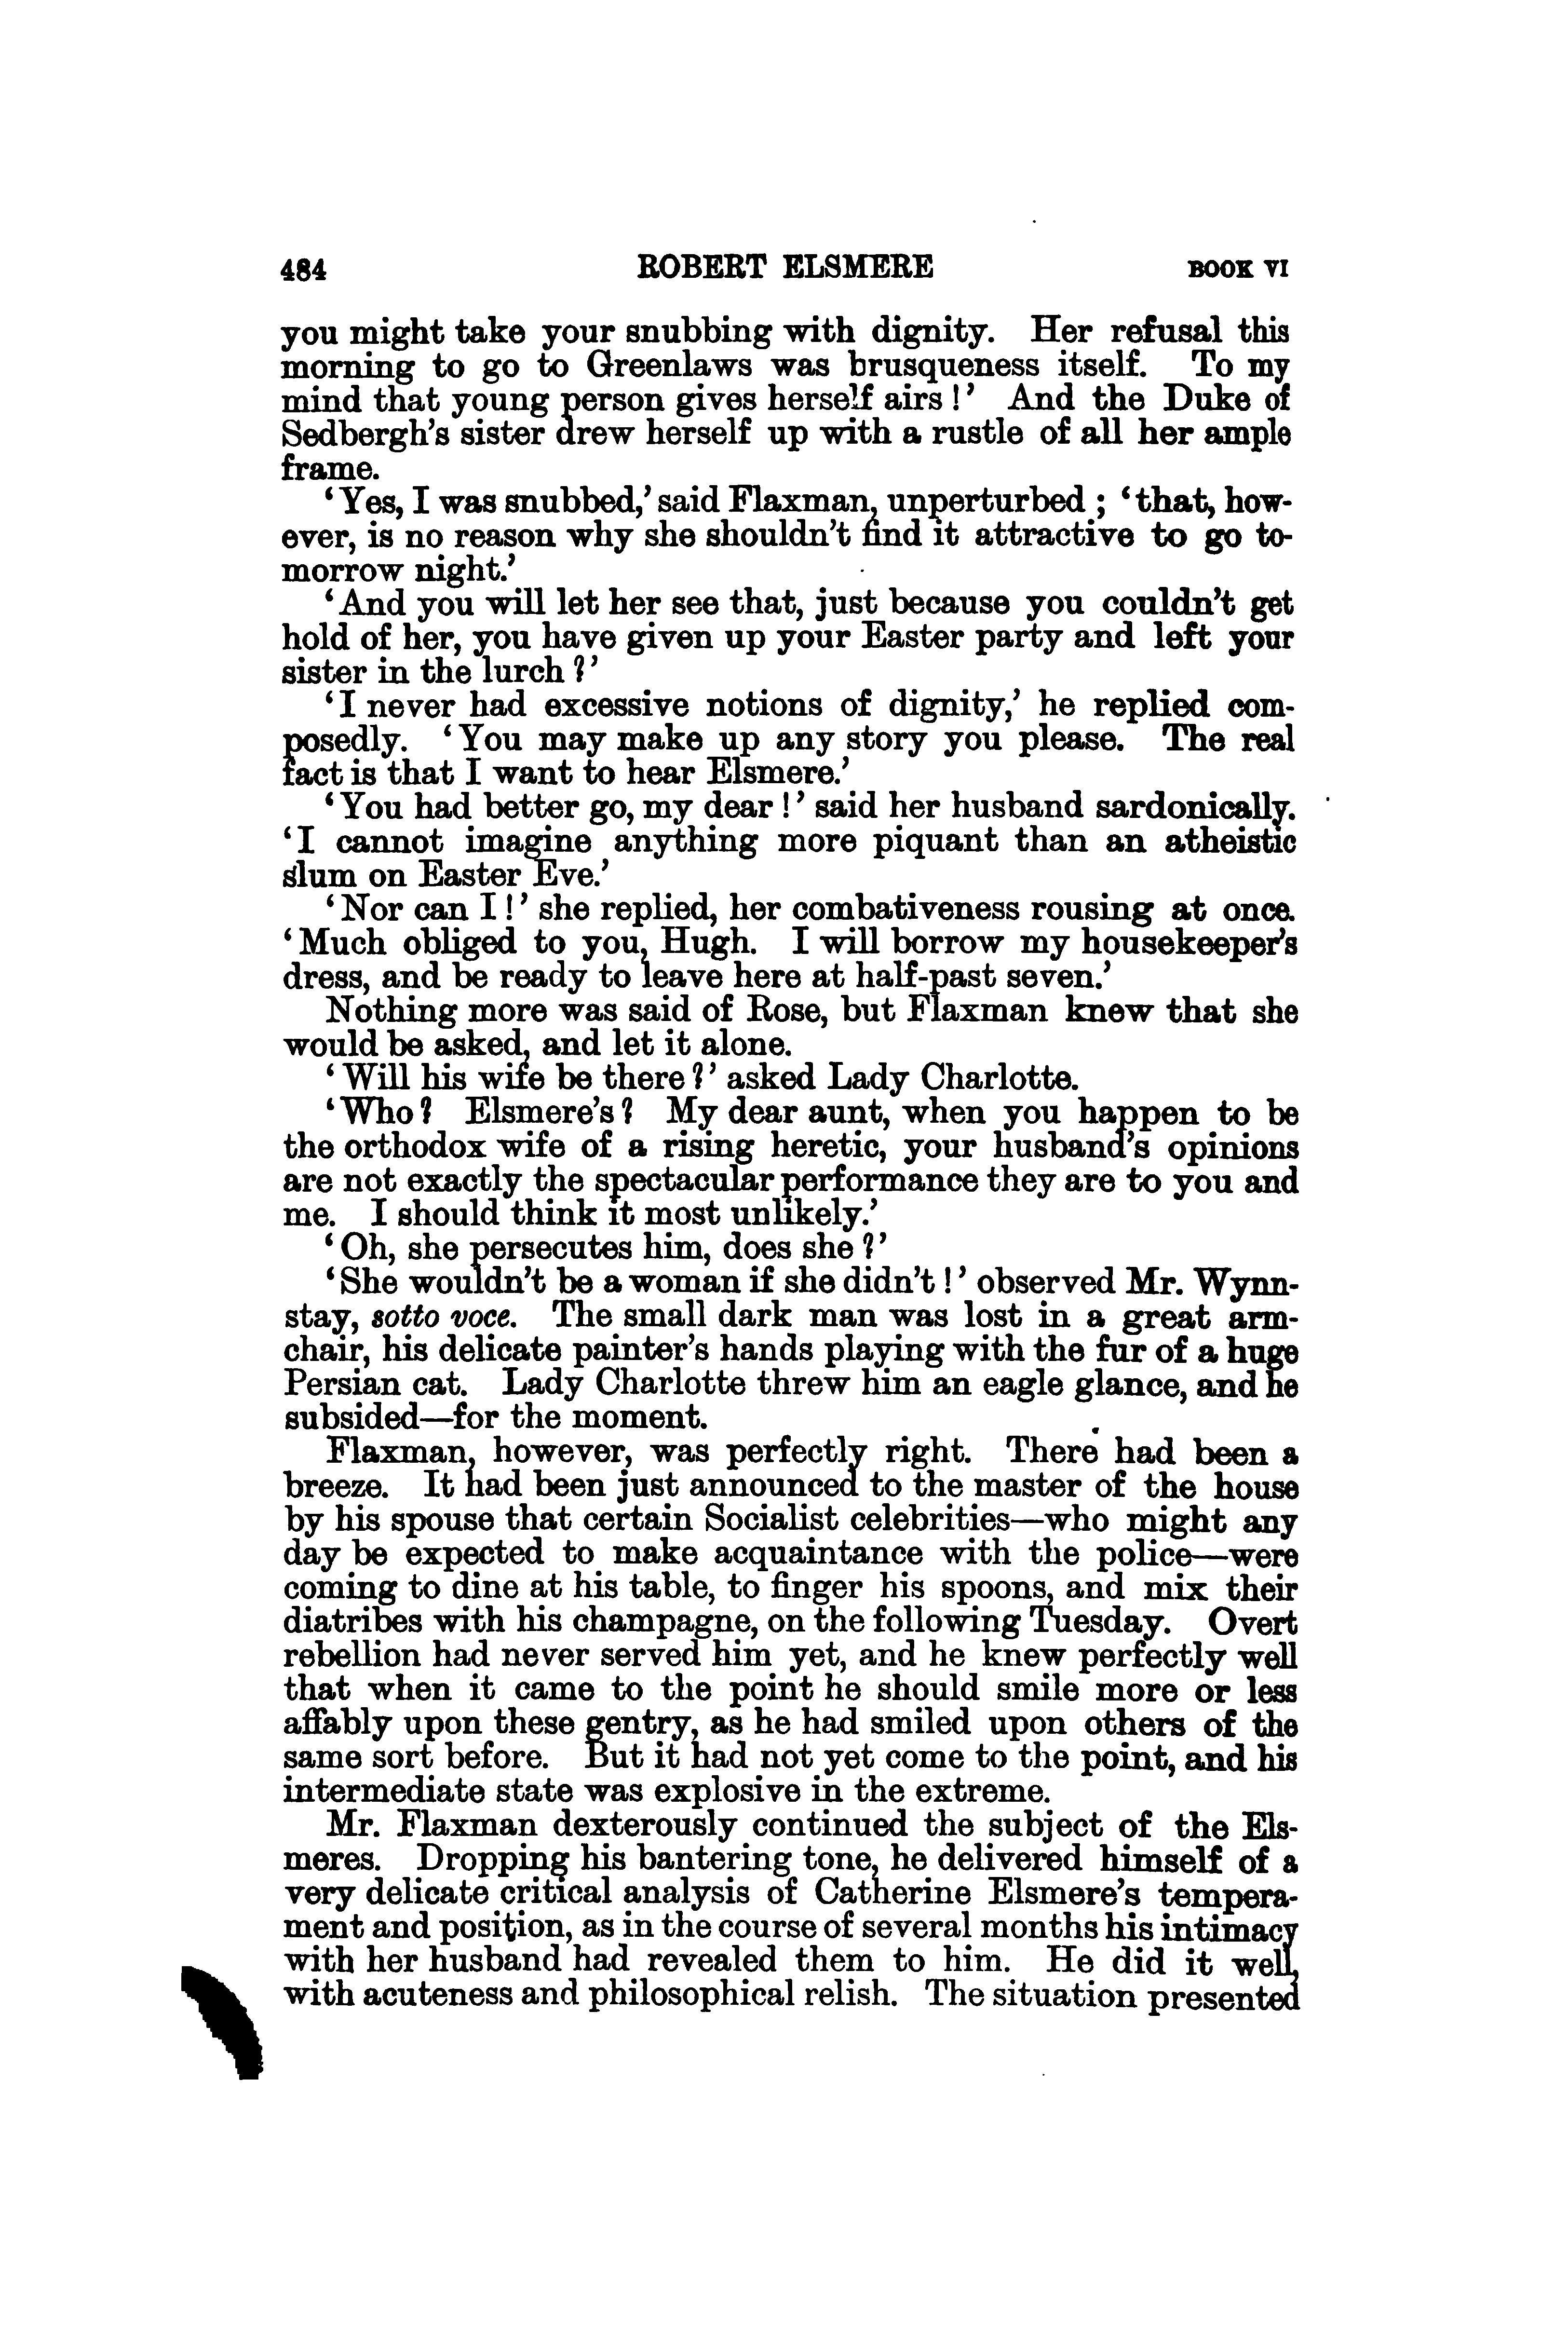 484 ROBERT ELSMERE BOOK VI
you might take your snubbing with dignity. Her refusal this
morning to go to Greenlaws was brusqueness itself. To my
mind that young person gives herself airs!’ And the Duke of
Sedbergh’s sister drew herself up with a rustle of all her ample
frame.
‘Yes, I was snubbed,’ said Flaxman, unperturbed; ‘that, how-
ever, is no reason why she shouldn’t find it attractive to go to-
morrow night.’
‘And you will let her see that, just because you couldn’t get
hold of her, you have given up your Easter party and left your
sister in the lurch?’
‘I never had excessive notions of dignity,’ he replied com-
posedly. ‘You may make up any story you please. The real
fact is that I want to hear Elsmere.’
‘You had better go, my dear!’ said her husband sardonically.
‘I cannot imagine anything more piquant than an atheistic
slum on Easter Eve.’
‘Nor can I!’ she replied, her combativeness rousing at once.
‘Much obliged to you, Hugh. I will borrow my housekeeper’s
dress, and be ready to leave here at half-past seven.’
Nothing more was said of Rose, but Flaxman knew that she
would be asked, and let it alone.
‘Will his wife be there?’ asked Lady Charlotte.
‘Who? Elsmere’s? My dear aunt, when you happen to be
the orthodox wife of a rising heretic, your husband’s opinions
are not exactly the spectacular performance they are to you and
me. I should think it most unlikely.’
‘Oh, she persecutes him, does she?’
‘She wouldn’t be a woman if she didn’t!’ observed Mr. Wynn-
stay, sotto voce. The small dark man was lost in a great arm-
chair, his delicate painter’s hands playing with the fur of a huge
Persian cat. Lady Charlotte threw him an eagle glance, and he
subsided—for the moment.
Flaxman, however, was perfectly right. There had been a
breeze. It had been just announced to the master of the house
by his spouse that certain Socialist celebrities—who might any
day be expected to make acquaintance with the police—were
coming to dine at his table, to finger his spoons, and mix their
diatribes with his champagne, on the following Tuesday. Overt
rebellion had never served him yet, and he knew perfectly well
that when it came to the point he should smile more or less
affably upon these gentry, as he had smiled upon others of the
same sort before. But it had not yet come to the point, and his
intermediate state was explosive in the extreme.
Mr. Flaxman dexterously continued the subject of the Els-
meres. Dropping his bantering tone, he delivered himself of a
very delicate critical analysis of Catherine Elsmere’s tempera-
ment and position, as in the course of several months his intimacy
with her husband had revealed them to him. He did it well,
with acuteness and philosophical relish. The situation presented